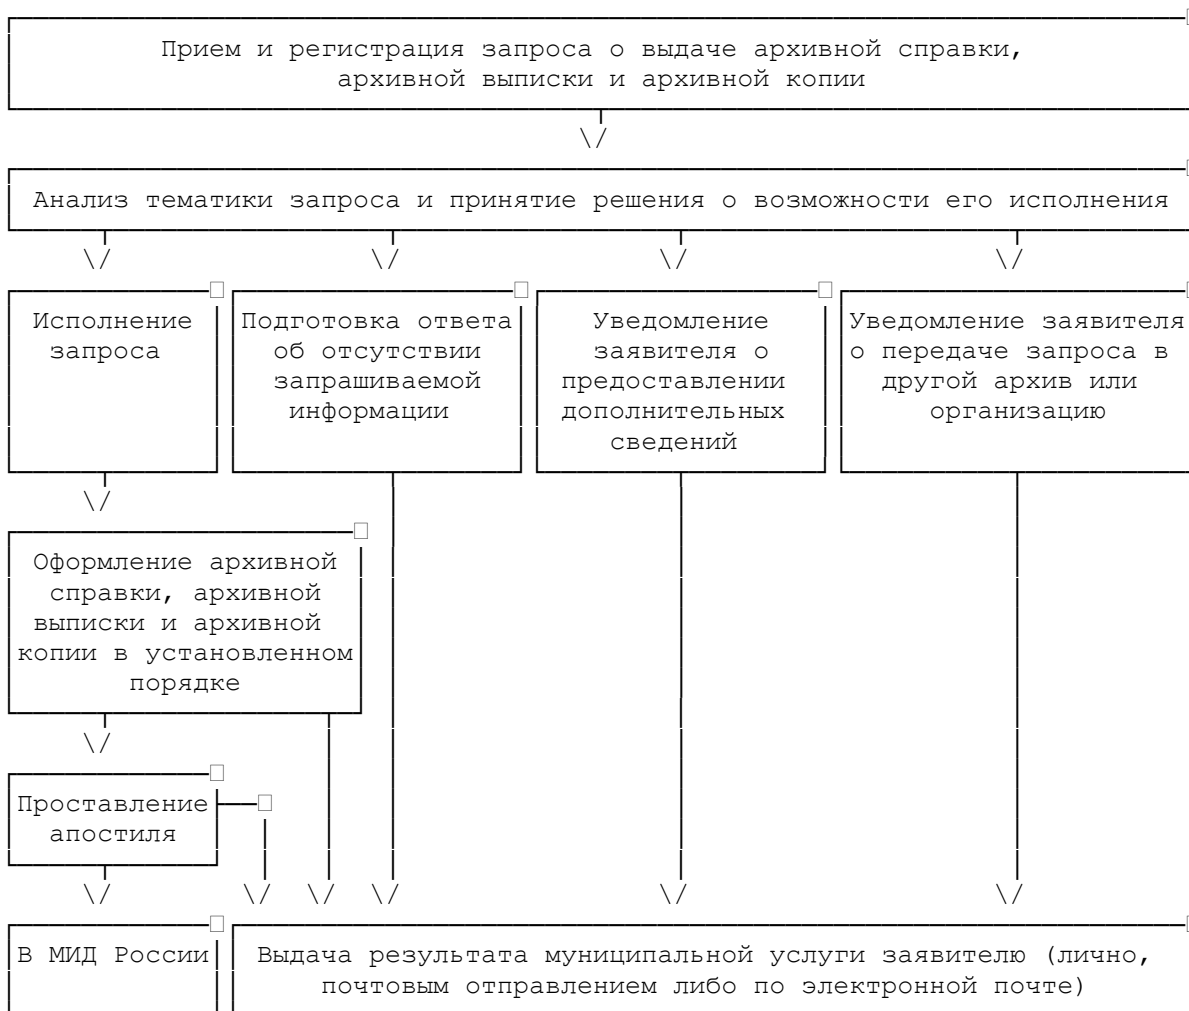 Прием и регистрация запроса о выдаче архивной справки,
архивной выписки и архивной копии
Анализ тематики запроса и принятие решения о возможности его исполнения
Исполнение
запроса
Подготовка ответа
об отсутствии
запрашиваемой
информации
Уведомление
заявителя о
предоставлении
дополнительных
сведений
Уведомление заявителя
о передаче запроса в
другой архив или
организацию
Оформление архивной
справки, архивной
выписки и архивной
копии в установленном
порядке
Проставление
апостиля
В МИД России
Выдача результата муниципальной услуги заявителю (лично,
почтовым отправлением либо по электронной почте)